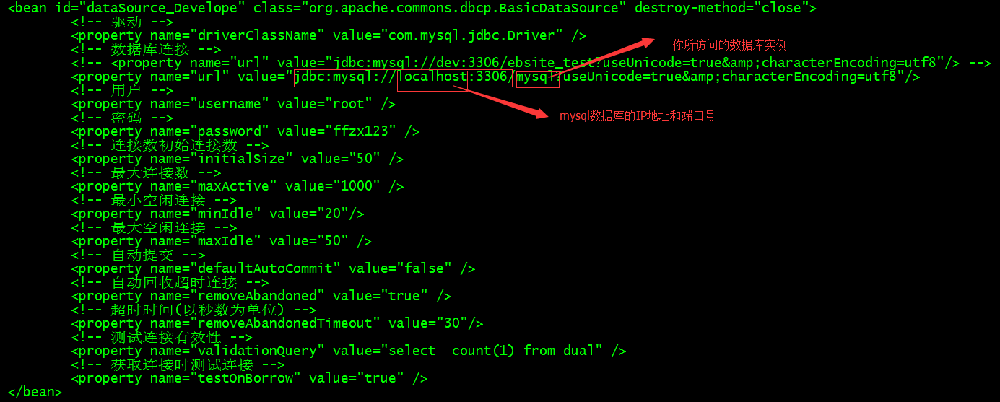 <bean id="dataSource_Develope" class="org.apache.commons.dbcp.BasicDataSource" destroy-method="close">
<!-- 驱动 -->
<property name="driverClassName" value="com.mysql.jdbc.Driver" />
你所访问的数据库实例
<!-- 数据库连接 -->
<!-- <property name="url" value="jdbc:mysql://dev:3306/ebsite_test?useUnicode=true&amp;characterEncoding=utf8"/> -->
<property name="url" value="jdbc:mysql://localhost:3306/mysql?useUnicode=true&amp;characterEncoding=utf8"/>
<!-- 用户 -->
<property name="username" value="root" />
<!-- 密码 -->
mysql数据库的IP地址和端口号
<property name="password" value="ffzx123" />
<!-- 连接数初始连接数 -->
<property name="initialSize" value="50" />
<!-- 最大连接数 -->
<property name="maxActive" value="1000" />
<!-- 最小空闲连接 -->
<property name="minIdle" value="20"/>
<!-- 最大空闲连接 -->
<property name="maxIdle" value="50" />
<!-- 自动提交 -->
<property name="defaultAutoCommit" value="false" />
<!-- 自动回收超时连接 -->
<property name="removeAbandoned" value="true" />
<!-- 超时时间(以秒数为单位) -->
<property name="removeAbandonedTimeout" value="30"/>
<!-- 测试连接有效性 -->
<property name="validationQuery" value="select  count(1) from dual" />
<!-- 获取连接时测试连接 -->
<property name="testOnBorrow" value="true" />
</bean>